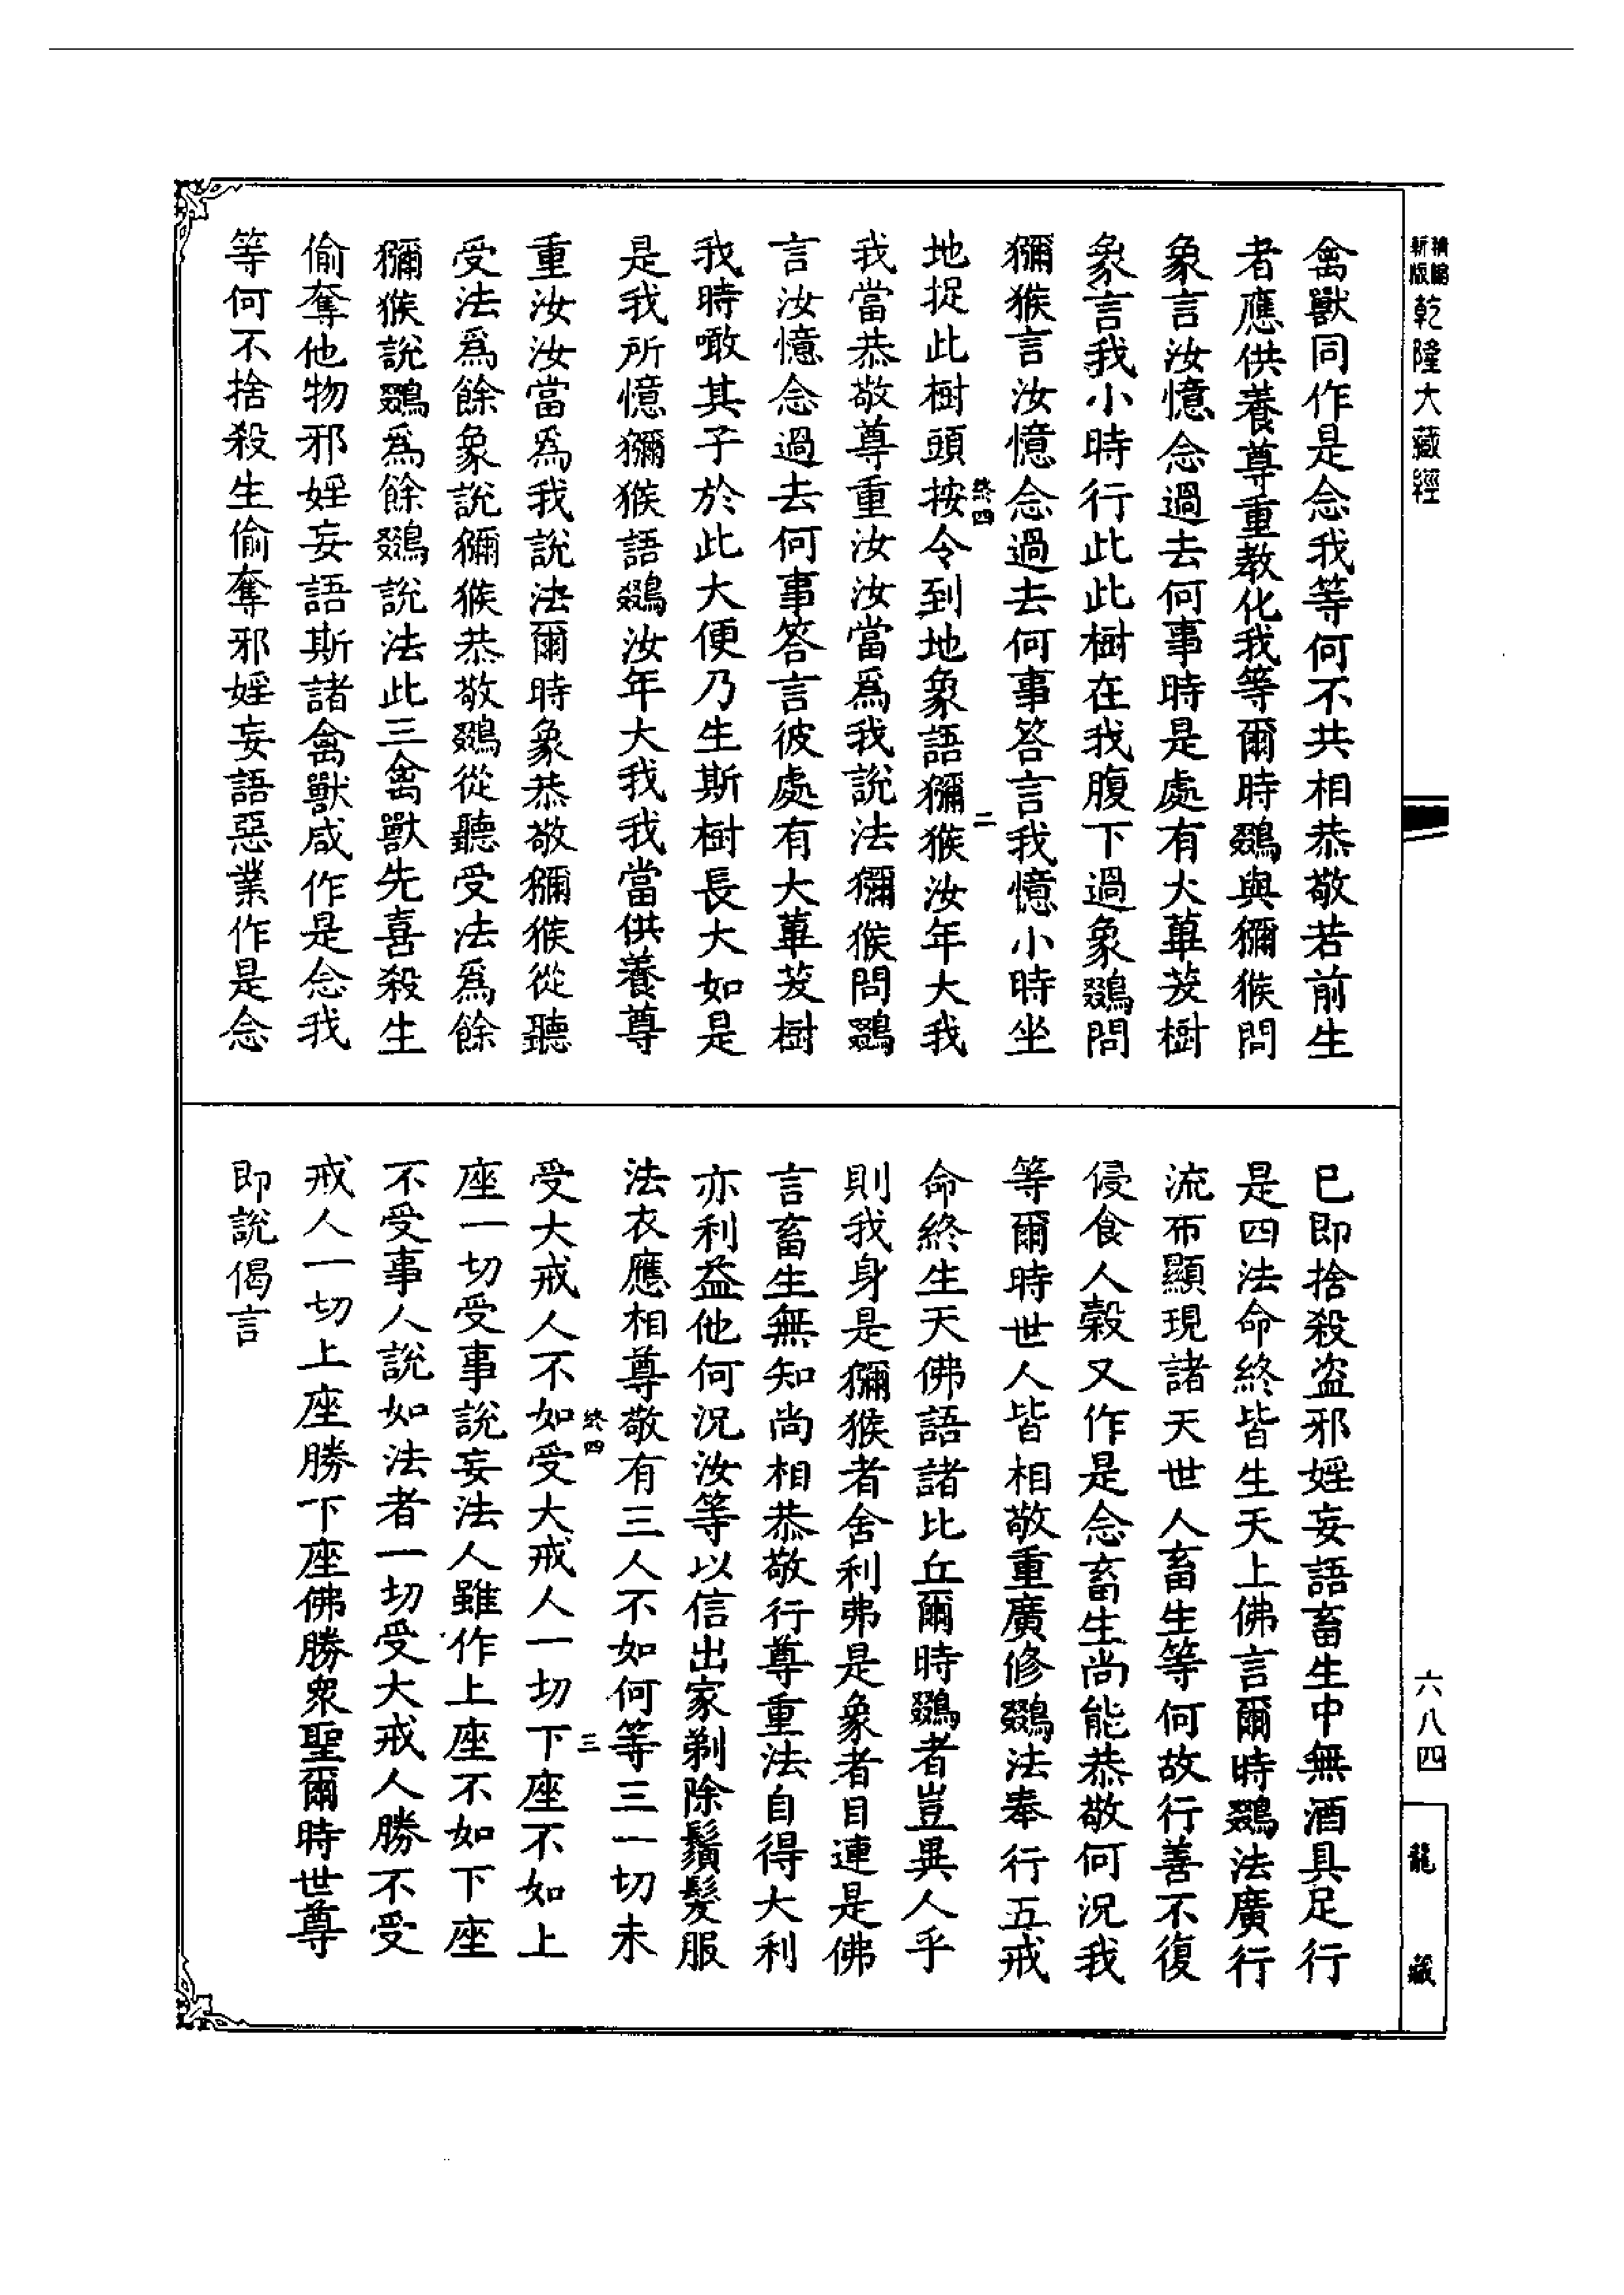 精縮
新版
乾隆大藏經
六八四
龍藏
禽獸同作是念我等何不共相恭敬若前生
者應供養尊重教化我等爾時鵽與獼猴問
象言汝憶念過去何事時是處有大蓽茇樹
象言我小時行此此樹在我腹下過象鵽問
獼猴言汝憶念過去何事答言我憶小時坐
地捉此樹頭按令到地象語獼猴汝年大我
終四
二
我當恭敬尊重汝汝當爲我說法獼猴問鵽
言汝憶念過去何事答言彼處有大蓽茇樹
我時噉其子於此大便乃生斯樹長大如是
是我所憶獼猴語鵽汝年大我我當供養尊
重汝汝當爲我說法爾時象恭敬獼猴從聽
受法爲餘象說獼猴恭敬鵽從聽受法爲餘
獼猴說鵽爲餘鵽說法此三禽獸先喜殺生
偷奪他物邪婬妄語斯諸禽獸咸作是念我
等何不捨殺生偷奪邪婬妄語惡業作是念
已即捨殺盜邪婬妄語畜生中無酒具足行
是四法命終皆生天上佛言爾時鵽法廣行
流布顯現諸天世人畜生等何故行善不復
侵食人穀又作是念畜生尚能恭敬何況我
等爾時世人皆相敬重廣修鵽法奉行五戒
命終生天佛語諸比丘爾時鵽者豈異人乎
則我身是獼猴者舍利弗是象者目連是佛
言畜生無知尚相恭敬行尊重法自得大利
亦利益他何況汝等以信出家剃除鬚髮服
法衣應相尊敬有三人不如何等三一切未
終四
三
受大戒人不如受大戒人一切下座不如上
座一切受事說妄法人雖作上座不如下座
不受事人說如法者一切受大戒人勝不受
戒人一切上座勝下座佛勝衆聖爾時世尊
即說偈言